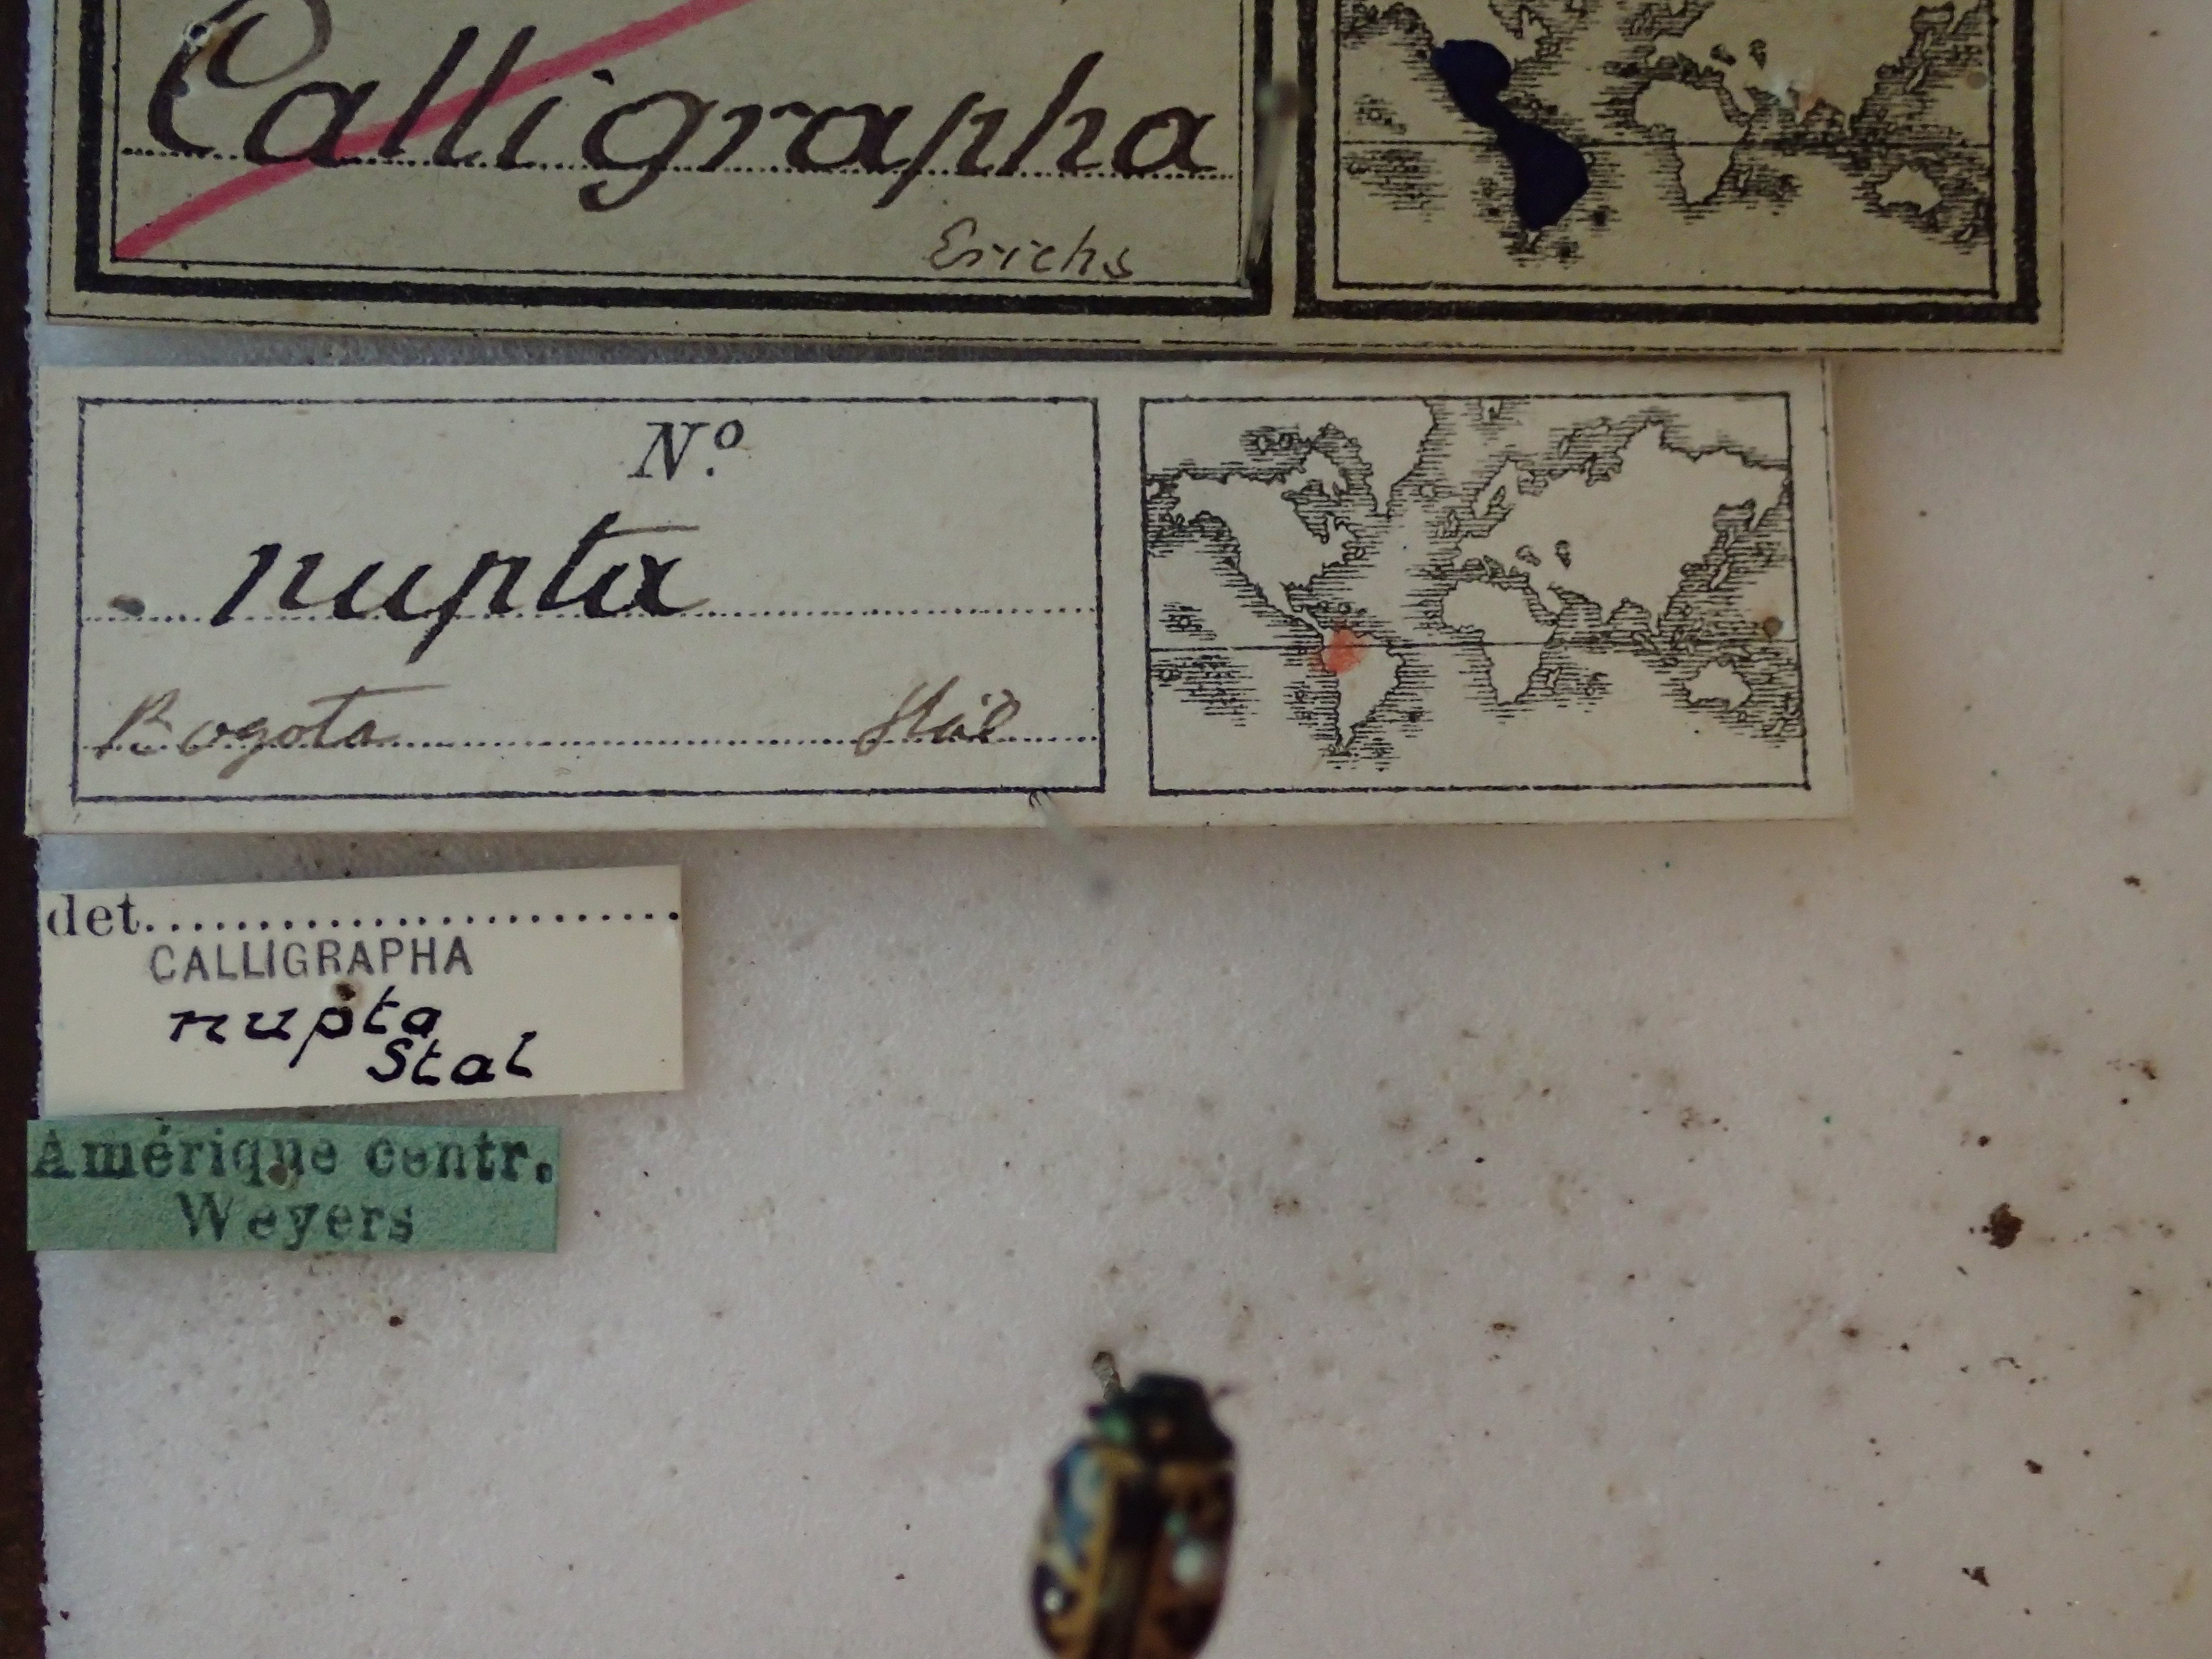 Calligrapha
Erichs
Nº.
nupta
Bogota Stål
det.........................
CALLIGRAPHA
nupta
Stal
Amérique centr.
Weyers